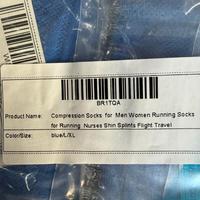 BR1TQA
Product Name: Compression Socks for Men Women Running Socks
for Running Nurses Shin Splints Flight Travel
Color/Size: blue/L/XL